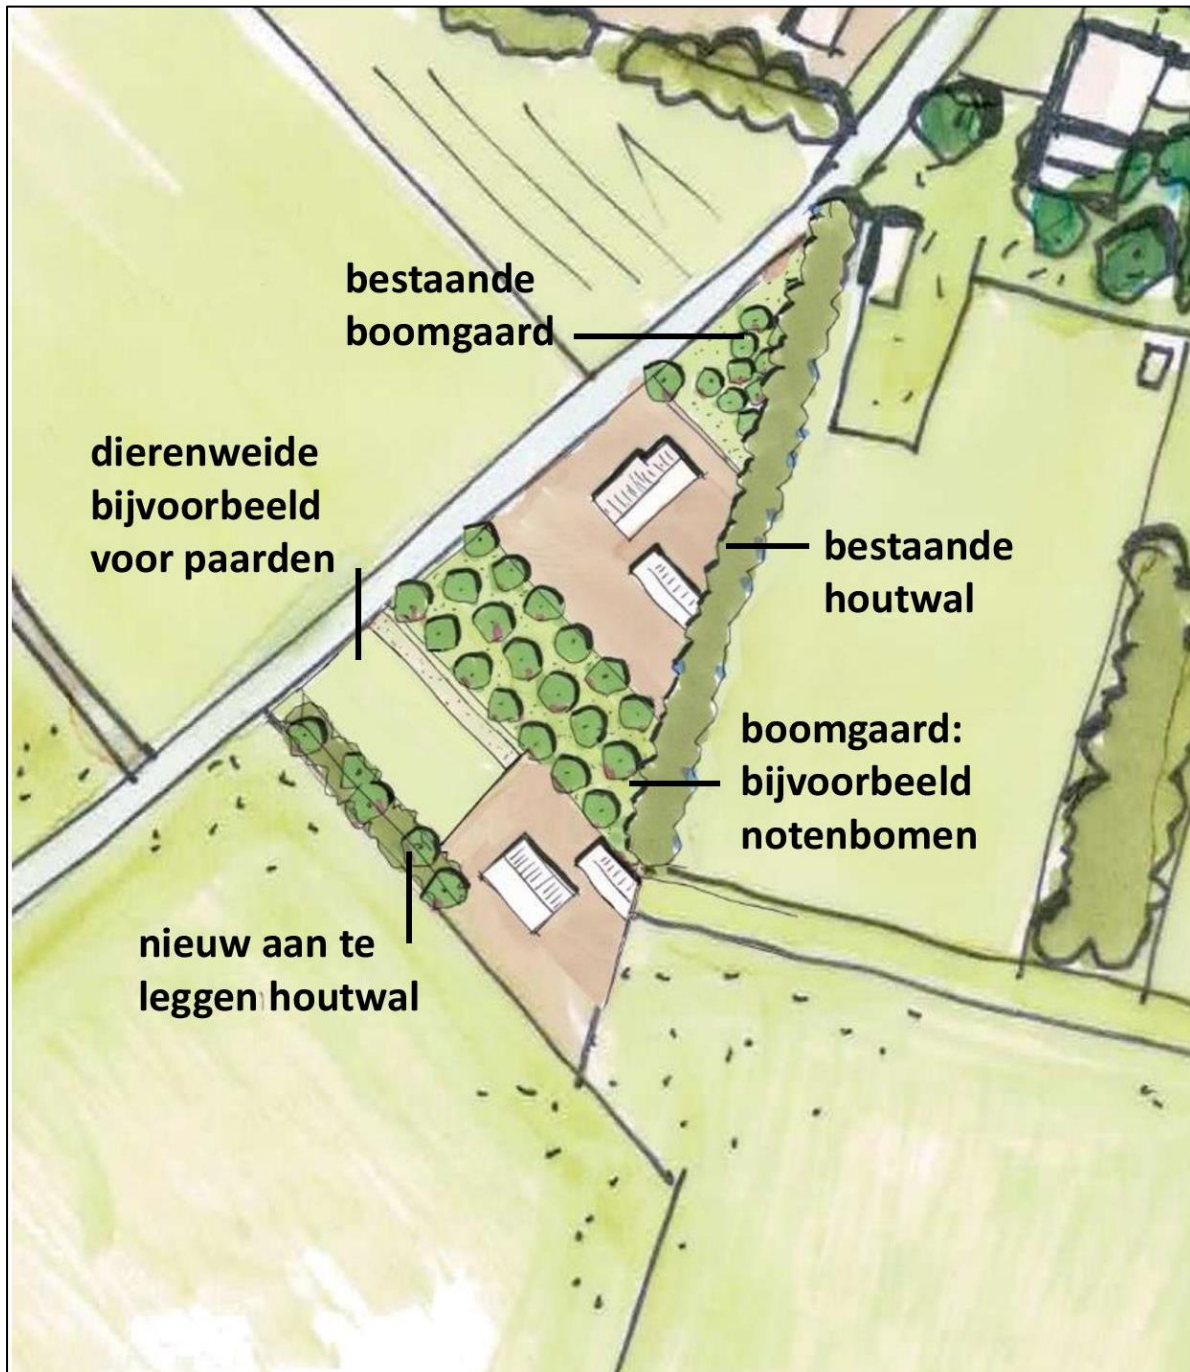 bestaande
boomgaard
dierenweide
bijvoorbeeld
voor paarden
bestaande
houtwal
boomgaard:
bijvoorbeeld
notenbomen
nieuw aan te
leggen houtwal